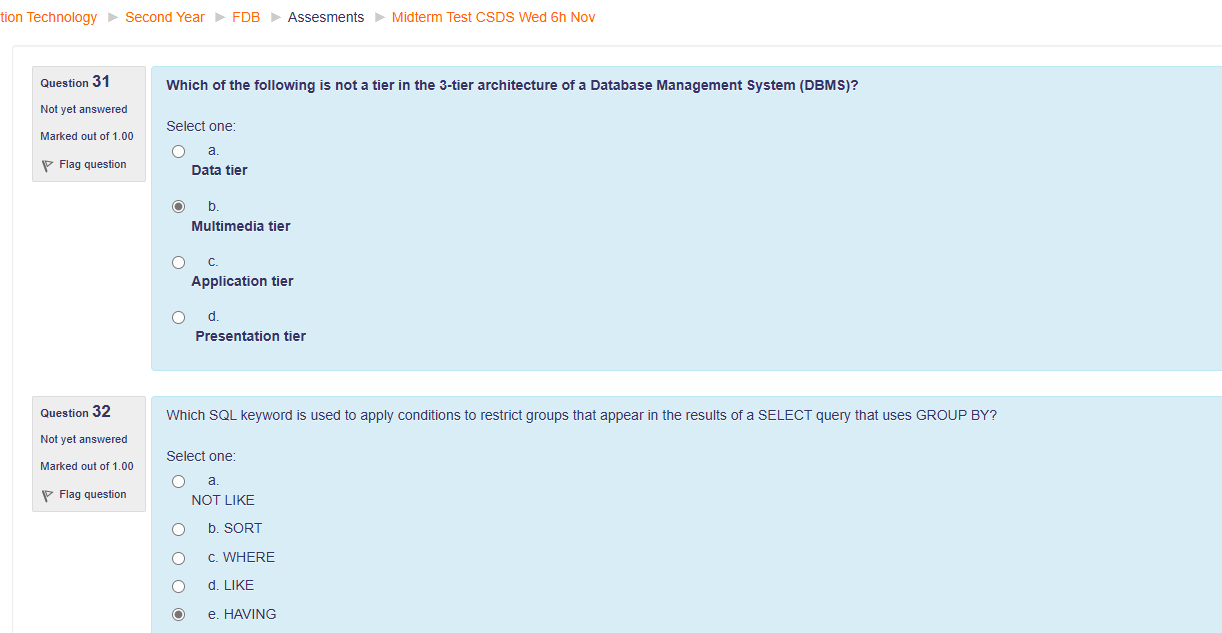 tion Technology ► Second Year ► FDB ► Assesments ► Midterm Test CSDS Wed 6h Nov
Question 31
Not yet answered
Marked out of 1.00
Flag question
Which of the following is not a tier in the 3-tier architecture of a Database Management System (DBMS)?
Select one:
a.
Data tier
b.
Multimedia tier
c.
Application tier
d.
Presentation tier
Question 32
Not yet answered
Marked out of 1.00
Flag question
Which SQL keyword is used to apply conditions to restrict groups that appear in the results of a SELECT query that uses GROUP BY?
Select one:
a.
NOT LIKE
b. SORT
c. WHERE
d. LIKE
e. HAVING